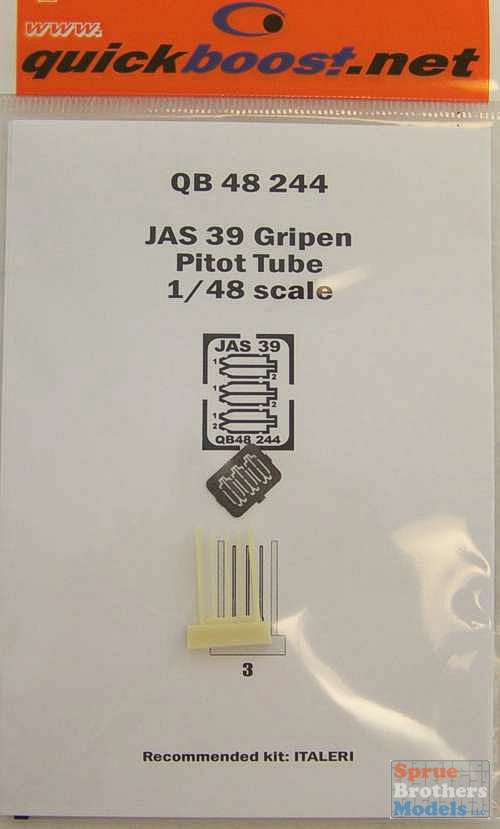 www.
quickboost.net
QB 48 244
JAS 39 Gripen
Pitot Tube
1/48 scale
JAS 39
1
2
1
2
1
2
QB48 244
3
Recommended kit: ITALERI
Sprue
Brothers
Models LLC